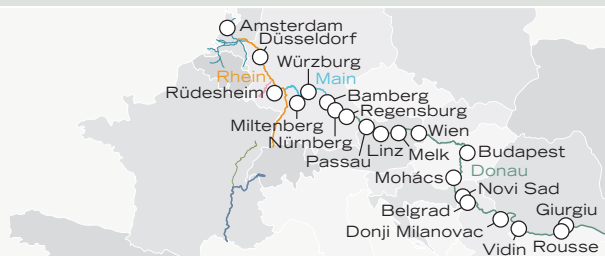 Amsterdam
Düsseldorf
Würzburg
Rhein
Main
Rüdesheim
Bamberg
Regensburg
Miltenberg
Nürnberg
Wien
Passau
Linz
Melk
Budapest
Donau
Mohács
Novi Sad
Belgrad
Giurgiu
Donji Milanovac
Vidin
Rousse